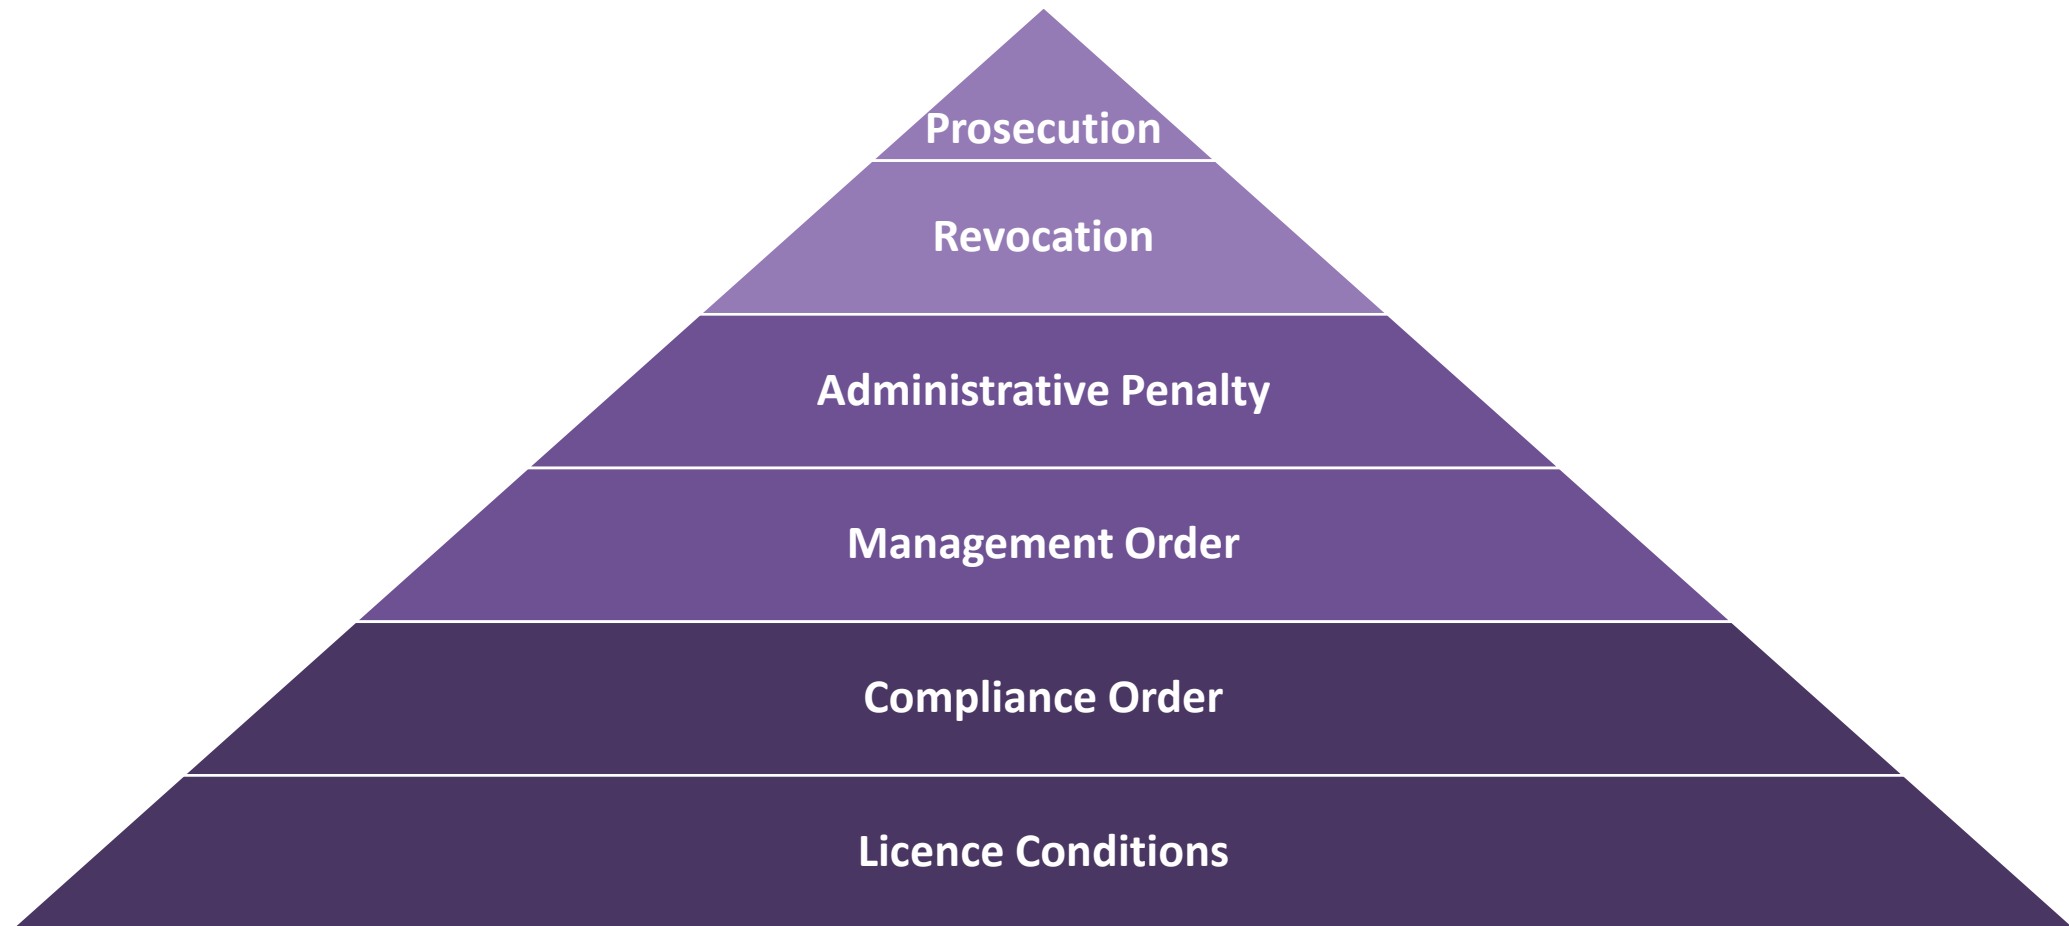 Prosecution
Revocation
Administrative Penalty
Management Order
Compliance Order
Licence Conditions